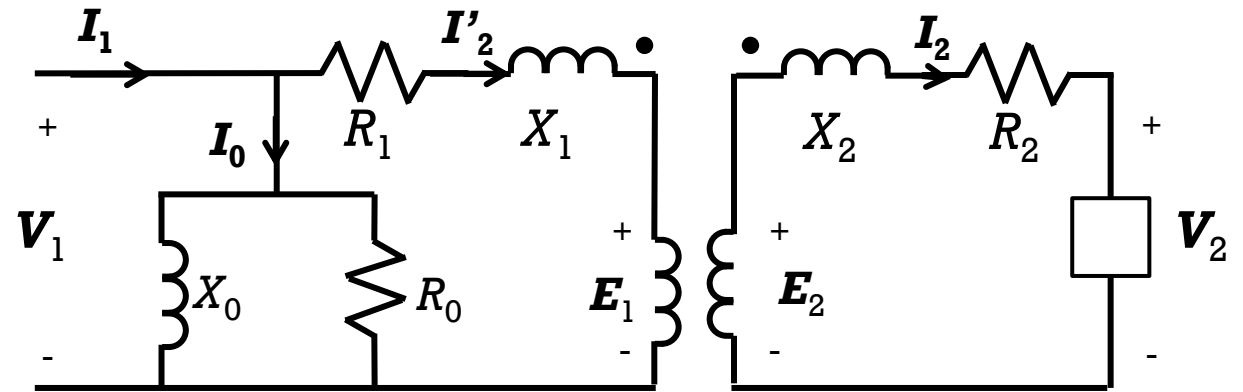 I₁ I'₂ I₂
+ I₀ R₁ X₁ X₂ R₂ +
V₁ + + V₂
X₀ R₀ E₁ E₂
- - - -